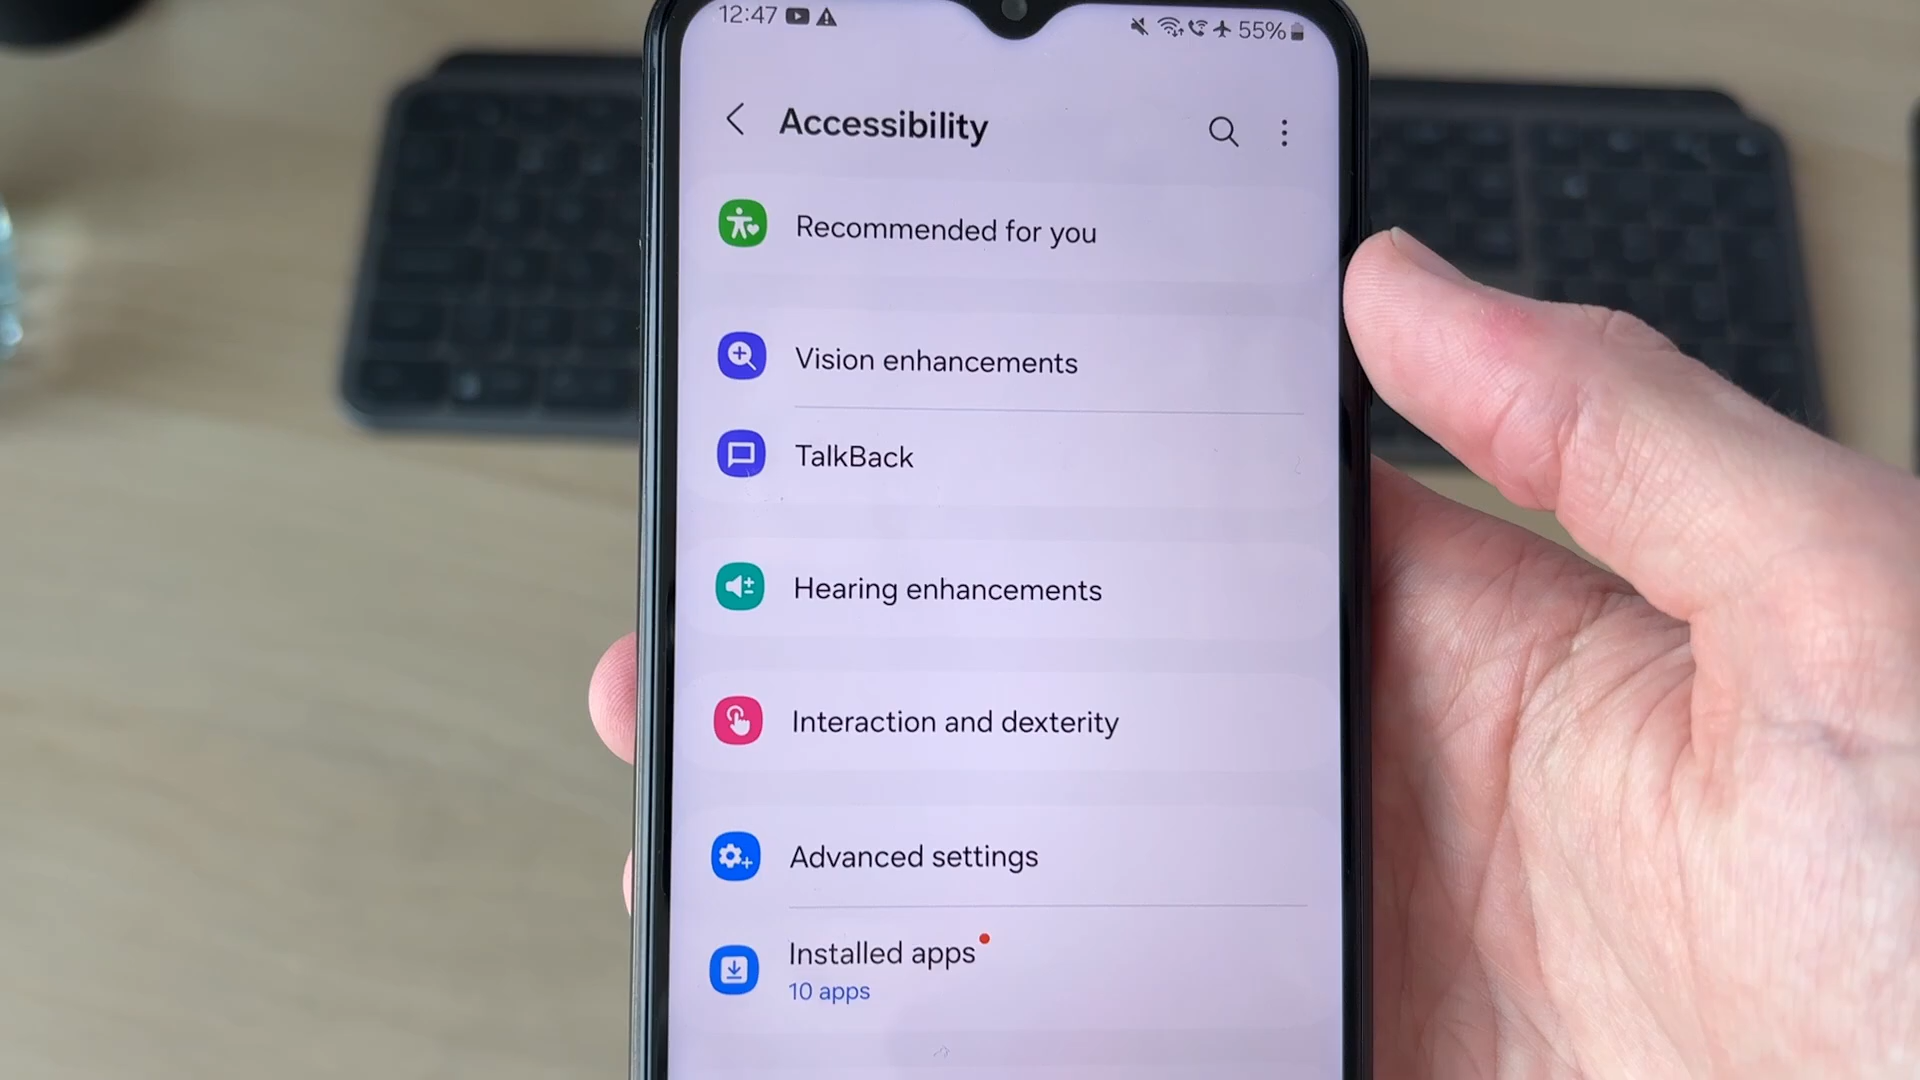 12:47
55%
Accessibility
Recommended for you
Vision enhancements
TalkBack
Hearing enhancements
Interaction and dexterity
Advanced settings
Installed apps
10 apps